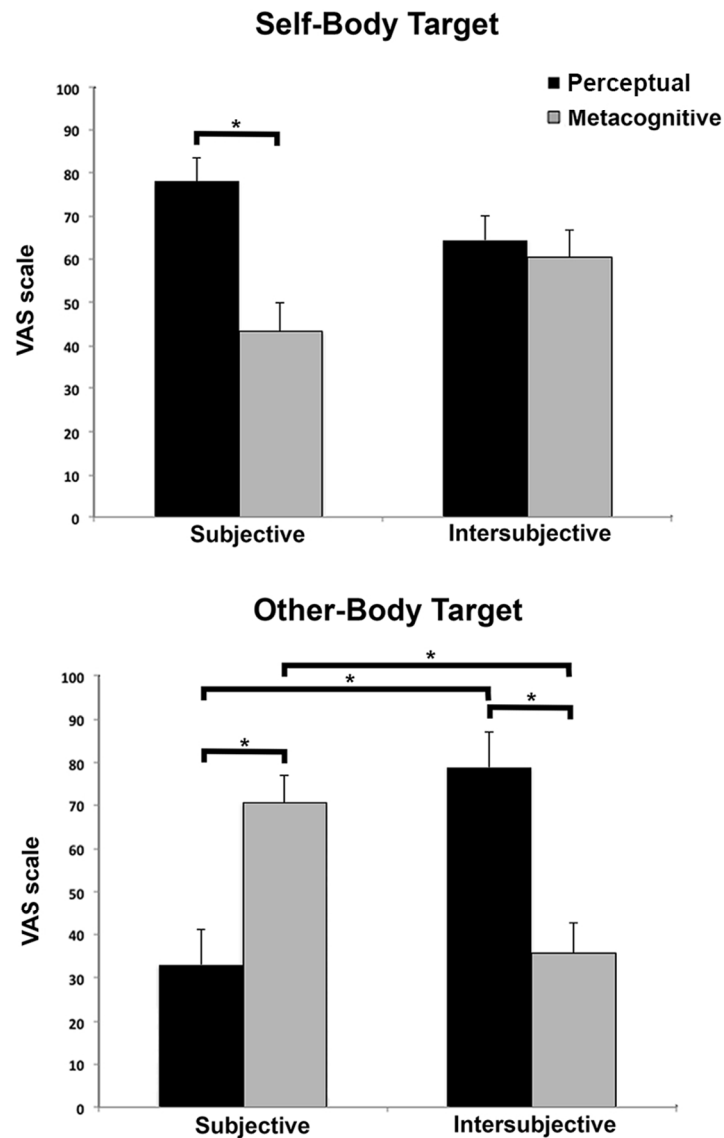 Self-Body Target
Perceptual
Metacognitive
VAS scale
100
90
80
70
60
50
40
30
20
10
0
*
Subjective
Intersubjective
Other-Body Target
VAS scale
100
90
80
70
60
50
40
30
20
10
0
*
*
*
*
Subjective
Intersubjective